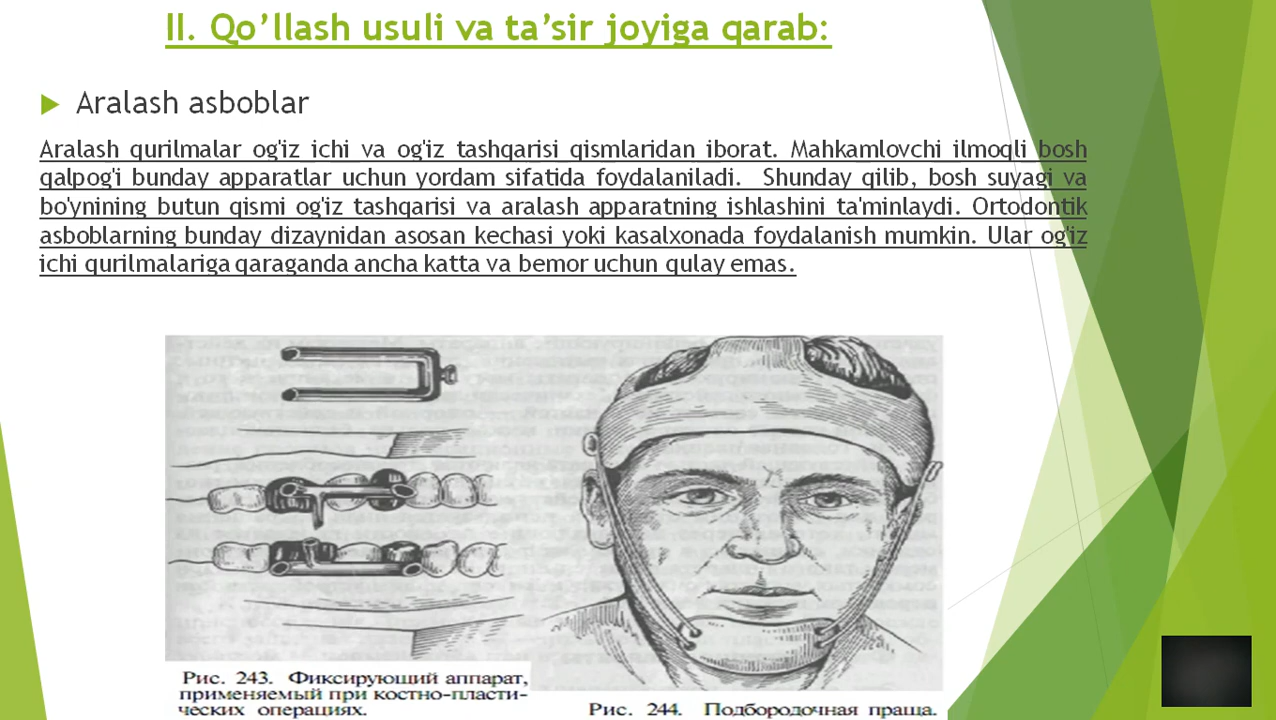 II. Qo’llash usuli va ta’sir joyiga qarab:
Aralash asboblar
Aralash qurilmalar og'iz ichi va og'iz tashqarisi qismlaridan iborat. Mahkamlovchi ilmoqli bosh
qalpog'i bunday apparatlar uchun yordam sifatida foydalaniladi. Shunday qilib, bosh suyagi va
bo'ynining butun qismi og'iz tashqarisi va aralash apparatning ishlashini ta'minlaydi. Ortodontik
asboblarning bunday dizaynidan asosan kechasi yoki kasalxonada foydalanish mumkin. Ular og'iz
ichi qurilmalariga qaraganda ancha katta va bemor uchun qulay emas.
Рис. 243. Фиксирующий аппарат,
применяемый при костно-пласти-
ческих операциях.
Рис. 244. Подбородочная праща.